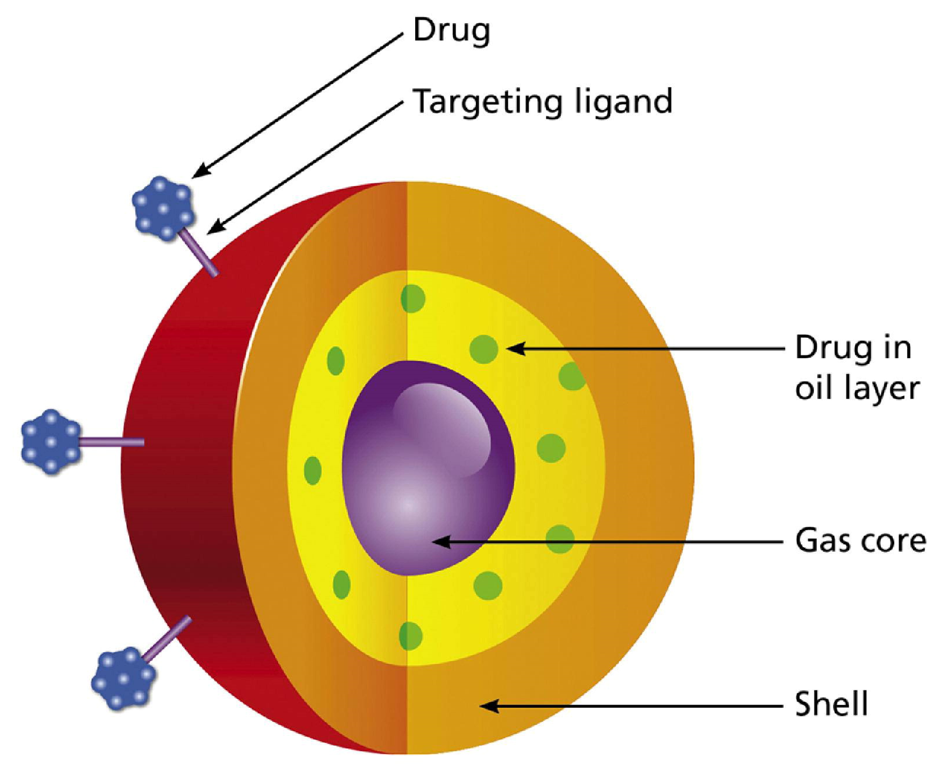 Drug
Targeting ligand
Drug in
oil layer
Gas core
Shell